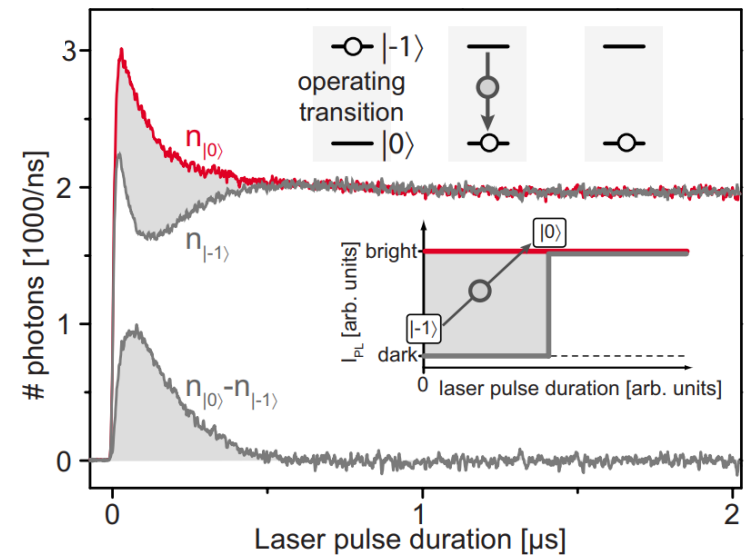 3
2
1
0
# photons [1000/ns]
0
1
2
Laser pulse duration [µs]
n|0⟩
n|-1⟩
n|0⟩-n|-1⟩
|-1⟩
operating
transition
|0⟩
I_PL [arb. units]
bright
dark
|0⟩
|-1⟩
0
laser pulse duration [arb. units]